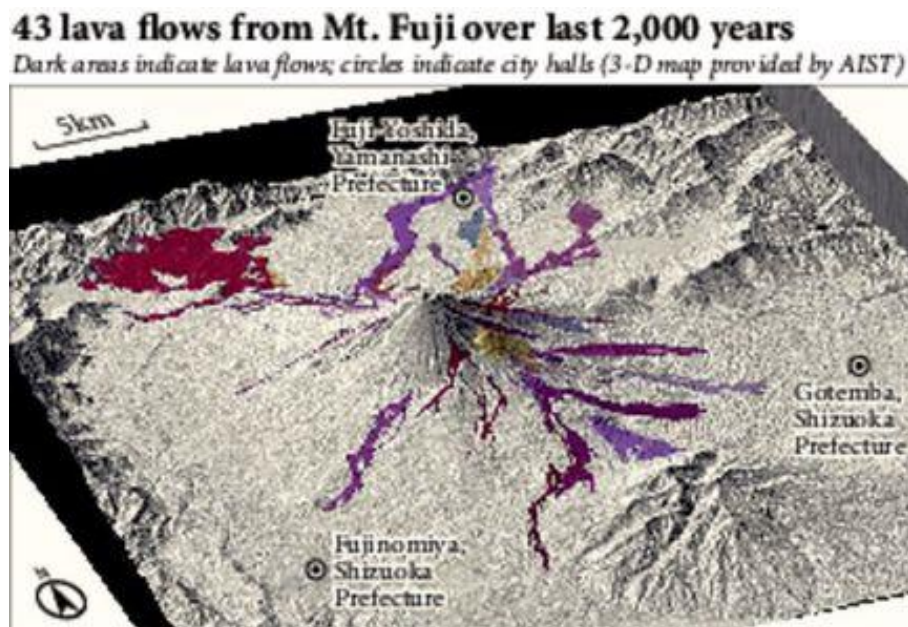 43 lava flows from Mt. Fuji over last 2,000 years
Dark areas indicate lava flows; circles indicate city halls (3-D map provided by AIST)
5km
Fuji-Yoshida,
Yamanashi
Prefecture
Gotemba,
Shizuoka
Prefecture
Fujinomiya,
Shizuoka
Prefecture